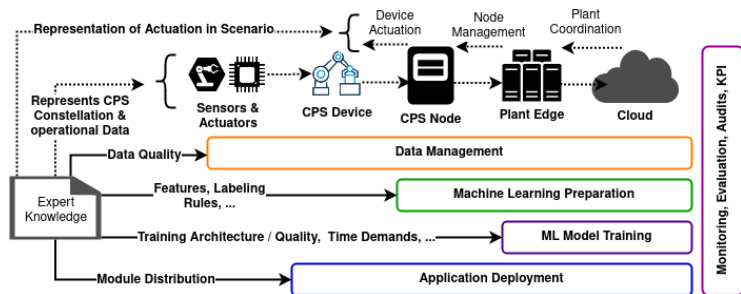 Representation of Actuation in Scenario
Device
Actuation
Node
Management
Plant
Coordination
Represents CPS
Constellation &
operational Data
Sensors &
Actuators
CPS Device
CPS Node
Plant Edge
Cloud
Data Quality
Data Management
Expert
Knowledge
Features, Labeling
Rules, ...
Machine Learning Preparation
Training Architecture / Quality, Time Demands, ...
ML Model Training
Module Distribution
Application Deployment
Monitoring, Evaluation, Audits, KPI